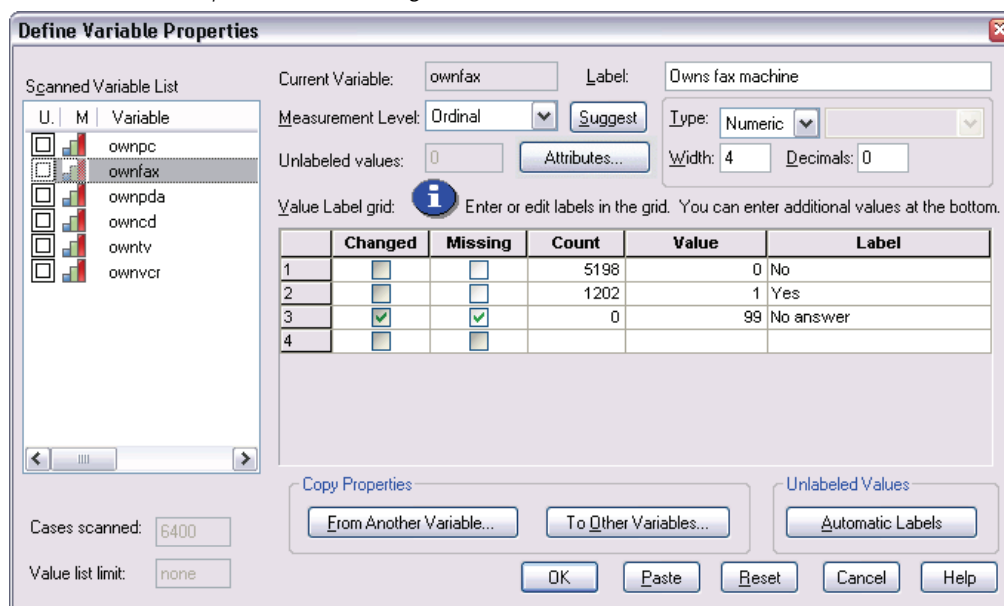 Define Variable Properties
Scanned Variable List
U. M Variable
ownpc
ownfax
ownpda
owncd
owntv
ownvcr
Cases scanned: 6400
Value list limit: none
Current Variable: ownfax Label: Owns fax machine
Measurement Level: Ordinal Suggest Type: Numeric
Unlabeled values: 0 Attributes... Width: 4 Decimals: 0
Value Label grid: Enter or edit labels in the grid. You can enter additional values at the bottom.
Changed Missing Count Value Label
1 5198 0 No
2 1202 1 Yes
3 0 99 No answer
4
Copy Properties
From Another Variable... To Other Variables...
Unlabeled Values
Automatic Labels
OK Paste Reset Cancel Help